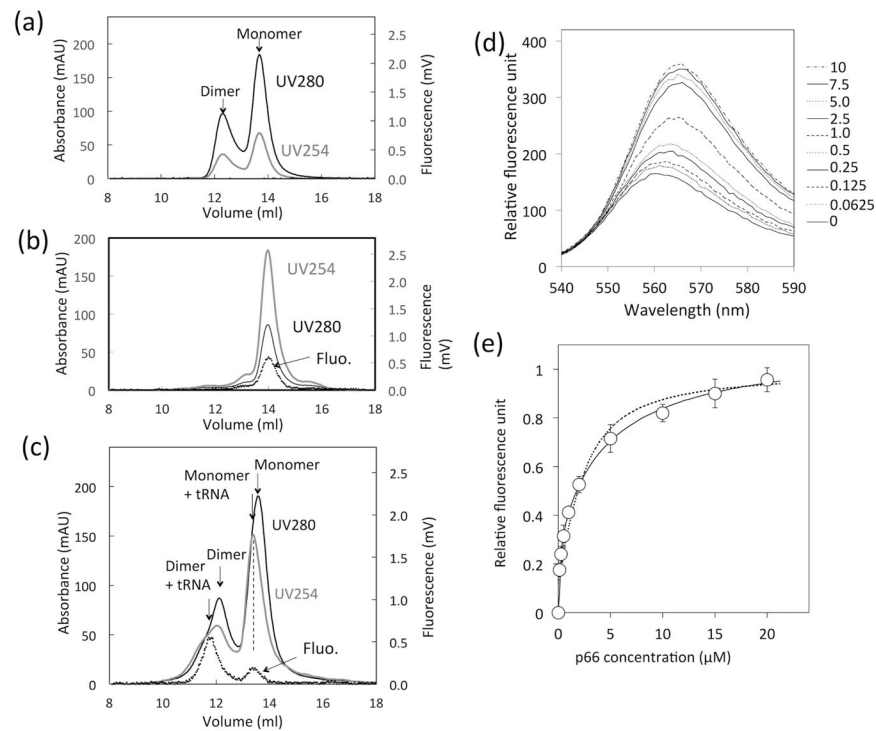 (a)
Absorbance (mAU)
200
150
100
50
0
Dimer
Monomer
UV280
UV254
2.5
2.0
1.5
1.0
0.5
0.0
Fluorescence (mV)
8 10 12 14 16 18
Volume (ml)
(b)
Absorbance (mAU)
200
150
100
50
0
UV254
UV280
Fluo.
2.5
2.0
1.5
1.0
0.5
0.0
Fluorescence
(mV)
8 10 12 14 16 18
Volume (ml)
(c)
Absorbance (mAU)
200
150
100
50
0
Monomer
+ tRNA
Monomer
Dimer
+ tRNA
Dimer
UV280
UV254
Fluo.
2.5
2.0
1.5
1.0
0.5
0.0
Fluorescence (mV)
8 10 12 14 16 18
Volume (ml)
(d)
Relative fluorescence unit
400
300
200
100
0
540 550 560 570 580 590
Wavelength (nm)
10
7.5
5.0
2.5
1.0
0.5
0.25
0.125
0.0625
0
(e)
Relative fluorescence unit
1
0.8
0.6
0.4
0.2
0
0 5 10 15 20
p66 concentration (µM)